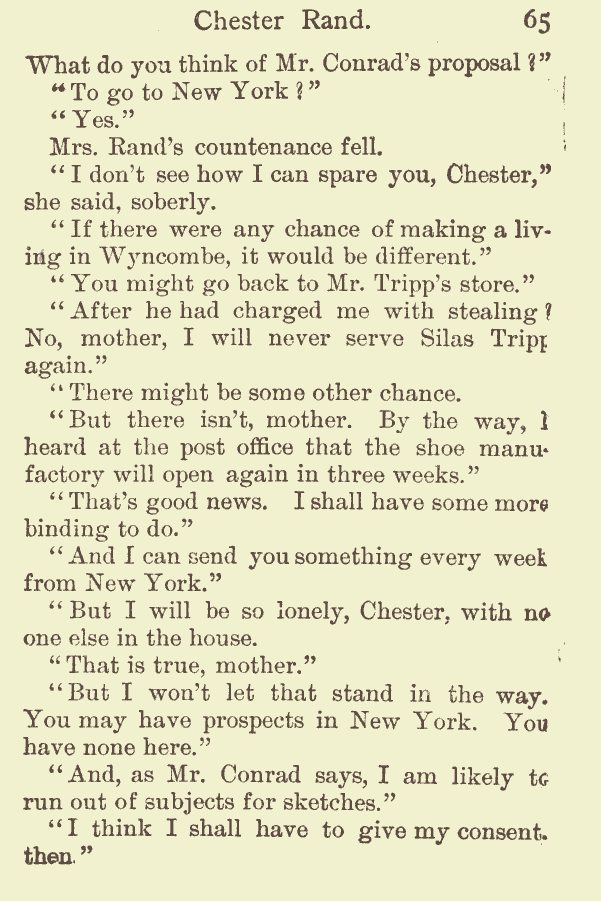 Chester Rand. 65
What do you think of Mr. Conrad's proposal?"
"To go to New York?"
"Yes."
Mrs. Rand's countenance fell.
"I don't see how I can spare you, Chester,"
she said, soberly.
"If there were any chance of making a liv-
ing in Wyncombe, it would be different."
"You might go back to Mr. Tripp's store."
"After he had charged me with stealing?
No, mother, I will never serve Silas Tripp
again."
"There might be some other chance.
"But there isn't, mother. By the way, I
heard at the post office that the shoe manu-
factory will open again in three weeks."
"That's good news. I shall have some more
binding to do."
"And I can send you something every week
from New York."
"But I will be so lonely, Chester, with no
one else in the house.
"That is true, mother."
"But I won't let that stand in the way.
You may have prospects in New York. You
have none here."
"And, as Mr. Conrad says, I am likely to
run out of subjects for sketches."
"I think I shall have to give my consent.
then."